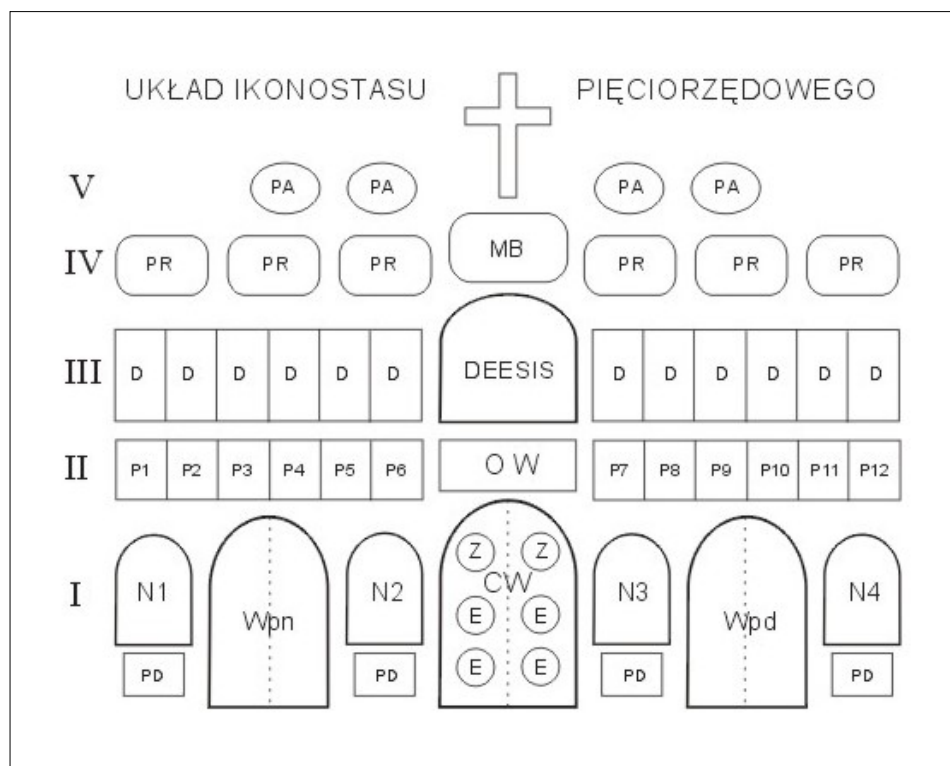 UKŁAD IKONOSTASU PIĘCIORZĘDOWEGO
V PA PA PA PA
IV PR PR PR MB PR PR PR
III D D D D D D DEESIS D D D D D D
II P1 P2 P3 P4 P5 P6 O W P7 P8 P9 P10 P11 P12
Z Z
I N1 Wpn N2 CW N3 Wpd N4
E E
PD PD E E PD PD